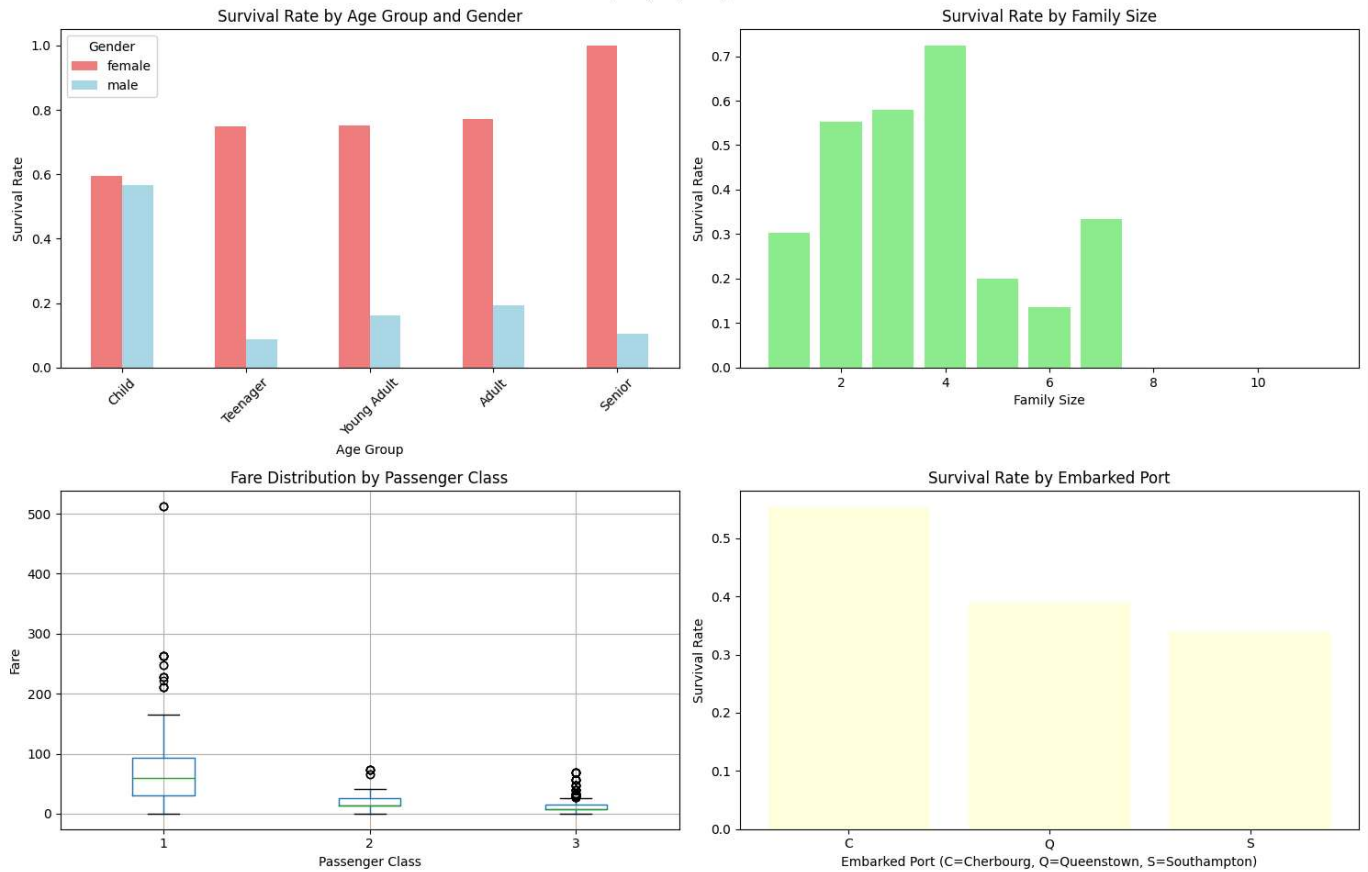 Survival Rate by Age Group and Gender
Survival Rate
1.0
0.8
0.6
0.4
0.2
0.0
Gender
female
male
Child
Teenager
Young Adult
Adult
Senior
Age Group
Survival Rate by Family Size
Survival Rate
0.7
0.6
0.5
0.4
0.3
0.2
0.1
0.0
2 4 6 8 10
Family Size
Fare Distribution by Passenger Class
Fare
500
400
300
200
100
0
1 2 3
Passenger Class
Survival Rate by Embarked Port
Survival Rate
0.5
0.4
0.3
0.2
0.1
0.0
C Q S
Embarked Port (C=Cherbourg, Q=Queenstown, S=Southampton)